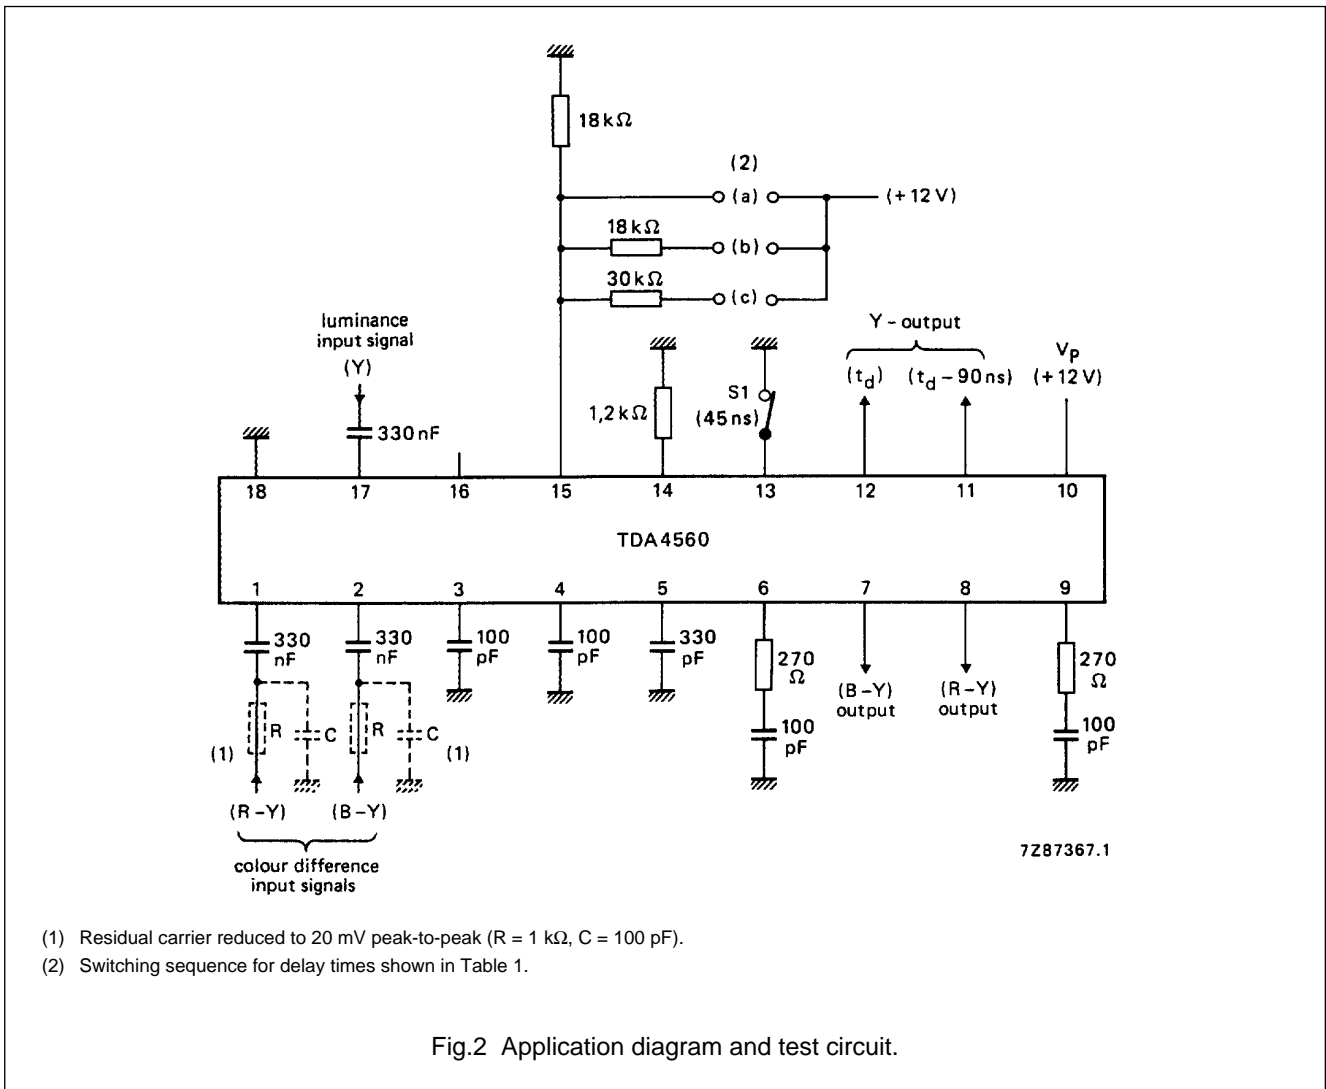 18 kΩ
(2)
(a)
(+12 V)
18 kΩ
(b)
30 kΩ
(c)
luminance
input signal
(Y)
330 nF
1,2 kΩ
S1
(45 ns)
Y - output
(td) (td - 90 ns)
VP
(+12 V)
18 17 16 15 14 13 12 11 10
TDA4560
1 2 3 4 5 6 7 8 9
330
nF
330
nF
100
pF
100
pF
330
pF
270
Ω
100
pF
(B-Y)
output
(R-Y)
output
270
Ω
100
pF
(1)
R
C
R
C
(1)
(R-Y)
(B-Y)
colour difference
input signals
7Z87367.1
(1) Residual carrier reduced to 20 mV peak-to-peak (R = 1 kΩ, C = 100 pF).
(2) Switching sequence for delay times shown in Table 1.
Fig.2 Application diagram and test circuit.